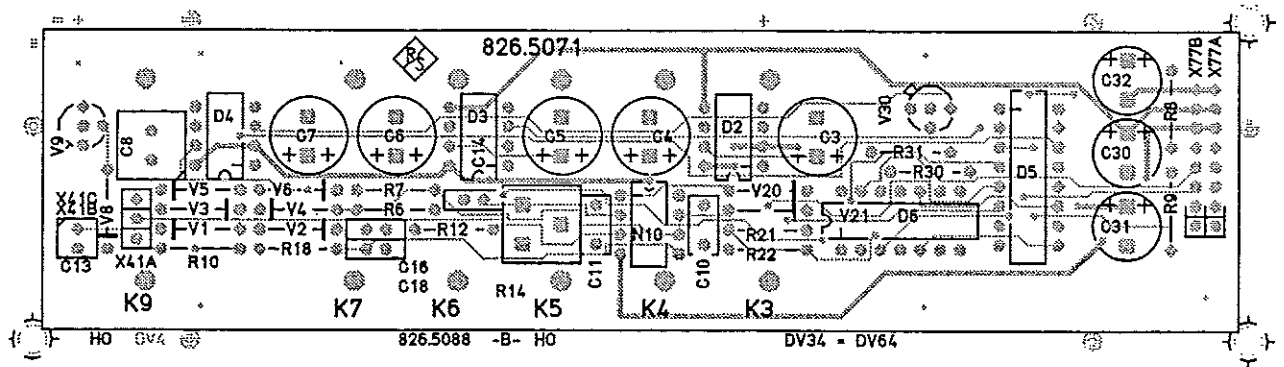 826.5071
RS
X77B
X77A
C32
V30
D4
D3
D2
R8
V9
C8
C7
C6
C14
C5
C4
C3
R31
C30
R30
D5
V5
V6
R7
V20
X41C
X41B
V8
V3
V4
R6
R9
V1
V2
R12
N10
R21
V21
D6
C31
C13
X41A
R10
R18
C16
C18
C11
C10
R22
R14
K9
K7
K6
K5
K4
K3
HO DV4
826.5088 -B- HO
DV34 = DV64